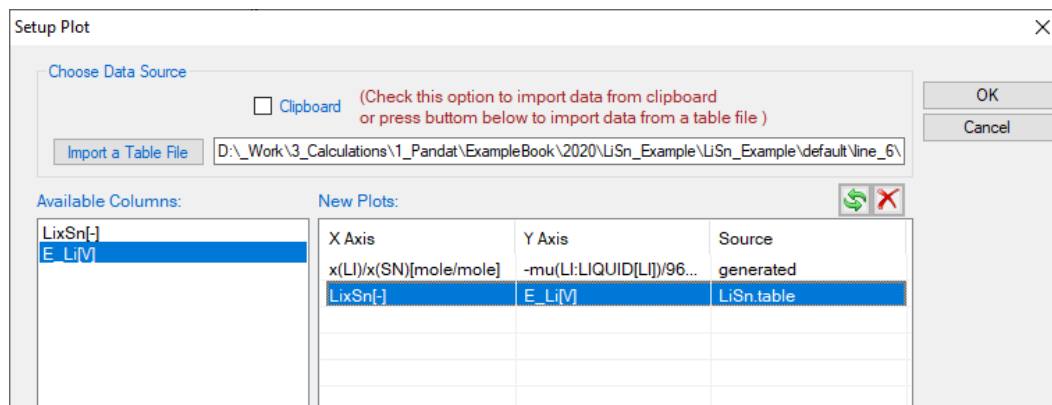 Setup Plot
Choose Data Source
Clipboard
(Check this option to import data from clipboard
or press buttom below to import data from a table file )
Import a Table File
D:\_Work\3_Calculations\1_Pandat\ExampleBook\2020\LiSn_Example\LiSn_Example\default\line_6\
OK
Cancel
Available Columns:
LixSn[-]
E_Li[V]
New Plots:
X Axis Y Axis Source
x(LI)/x(SN)[mole/mole] -mu(LI:LIQUID[LI])/96... generated
LixSn[-] E_Li[V] LiSn.table